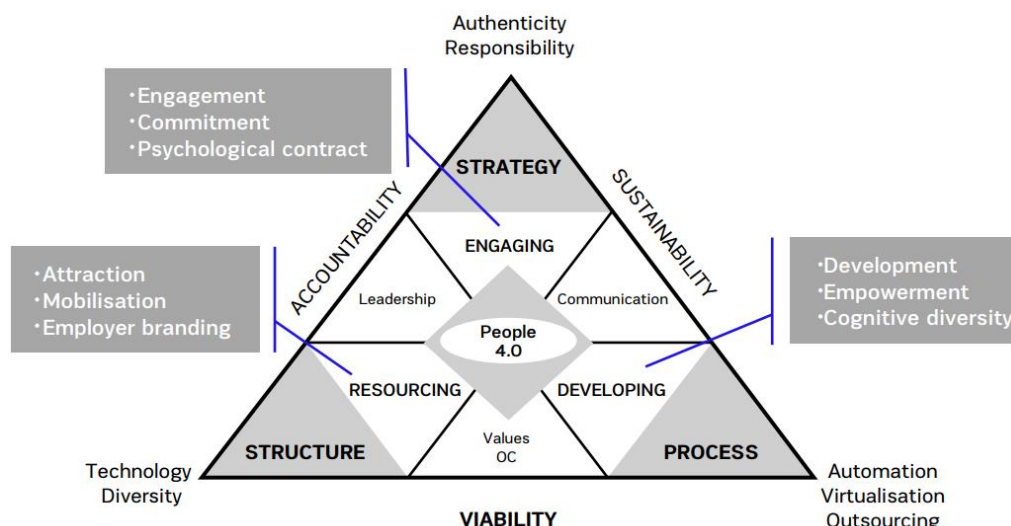 Authenticity
Responsibility
·Engagement
·Commitment
·Psychological contract
STRATEGY
ACCOUNTABILITY
SUSTAINABILITY
ENGAGING
·Attraction
·Mobilisation
·Employer branding
·Development
·Empowerment
·Cognitive diversity
Leadership
Communication
People
4.0
RESOURCING
DEVELOPING
STRUCTURE
Values
OC
PROCESS
Technology
Diversity
Automation
Virtualisation
Outsourcing
VIABILITY